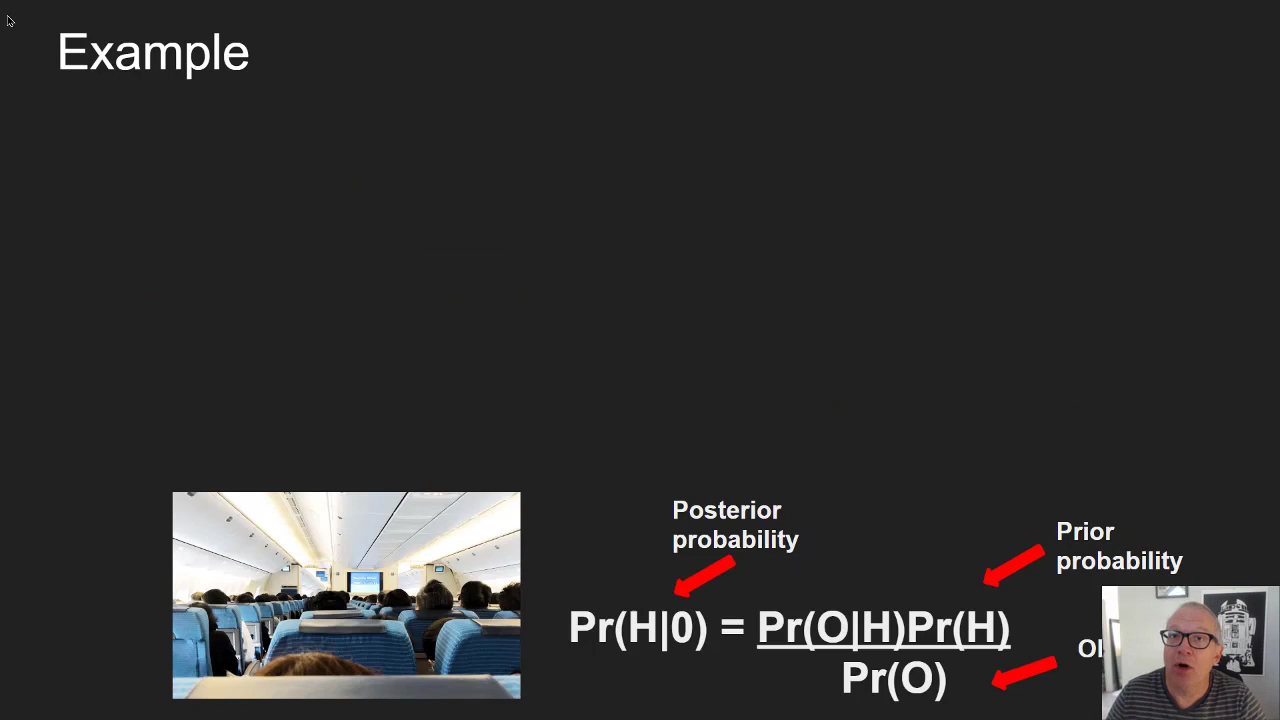 Example
Posterior
probability
Prior
probability
Pr(H|0) = Pr(O|H)Pr(H)
Pr(O)